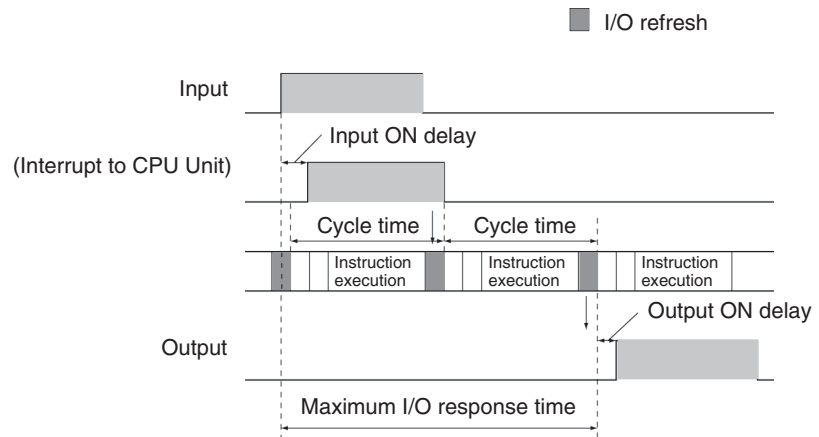 I/O refresh
Input
Input ON delay
(Interrupt to CPU Unit)
Cycle time
Cycle time
Instruction
execution
Instruction
execution
Instruction
execution
Output ON delay
Output
Maximum I/O response time